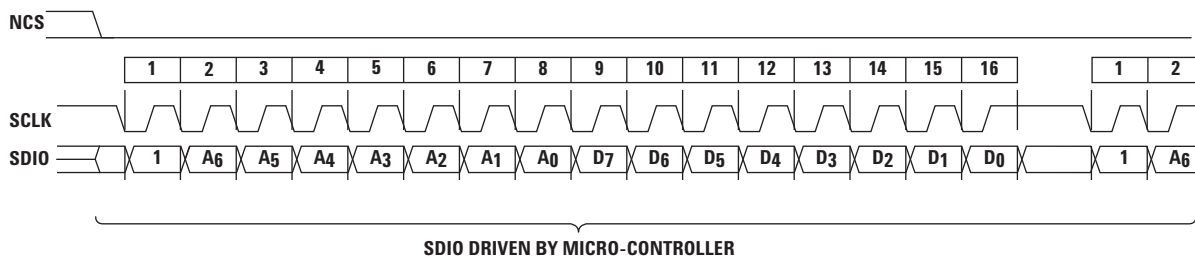 NCS
1 2 3 4 5 6 7 8 9 10 11 12 13 14 15 16 1 2
SCLK
SDIO 1 A6 A5 A4 A3 A2 A1 A0 D7 D6 D5 D4 D3 D2 D1 D0 1 A6
SDIO DRIVEN BY MICRO-CONTROLLER